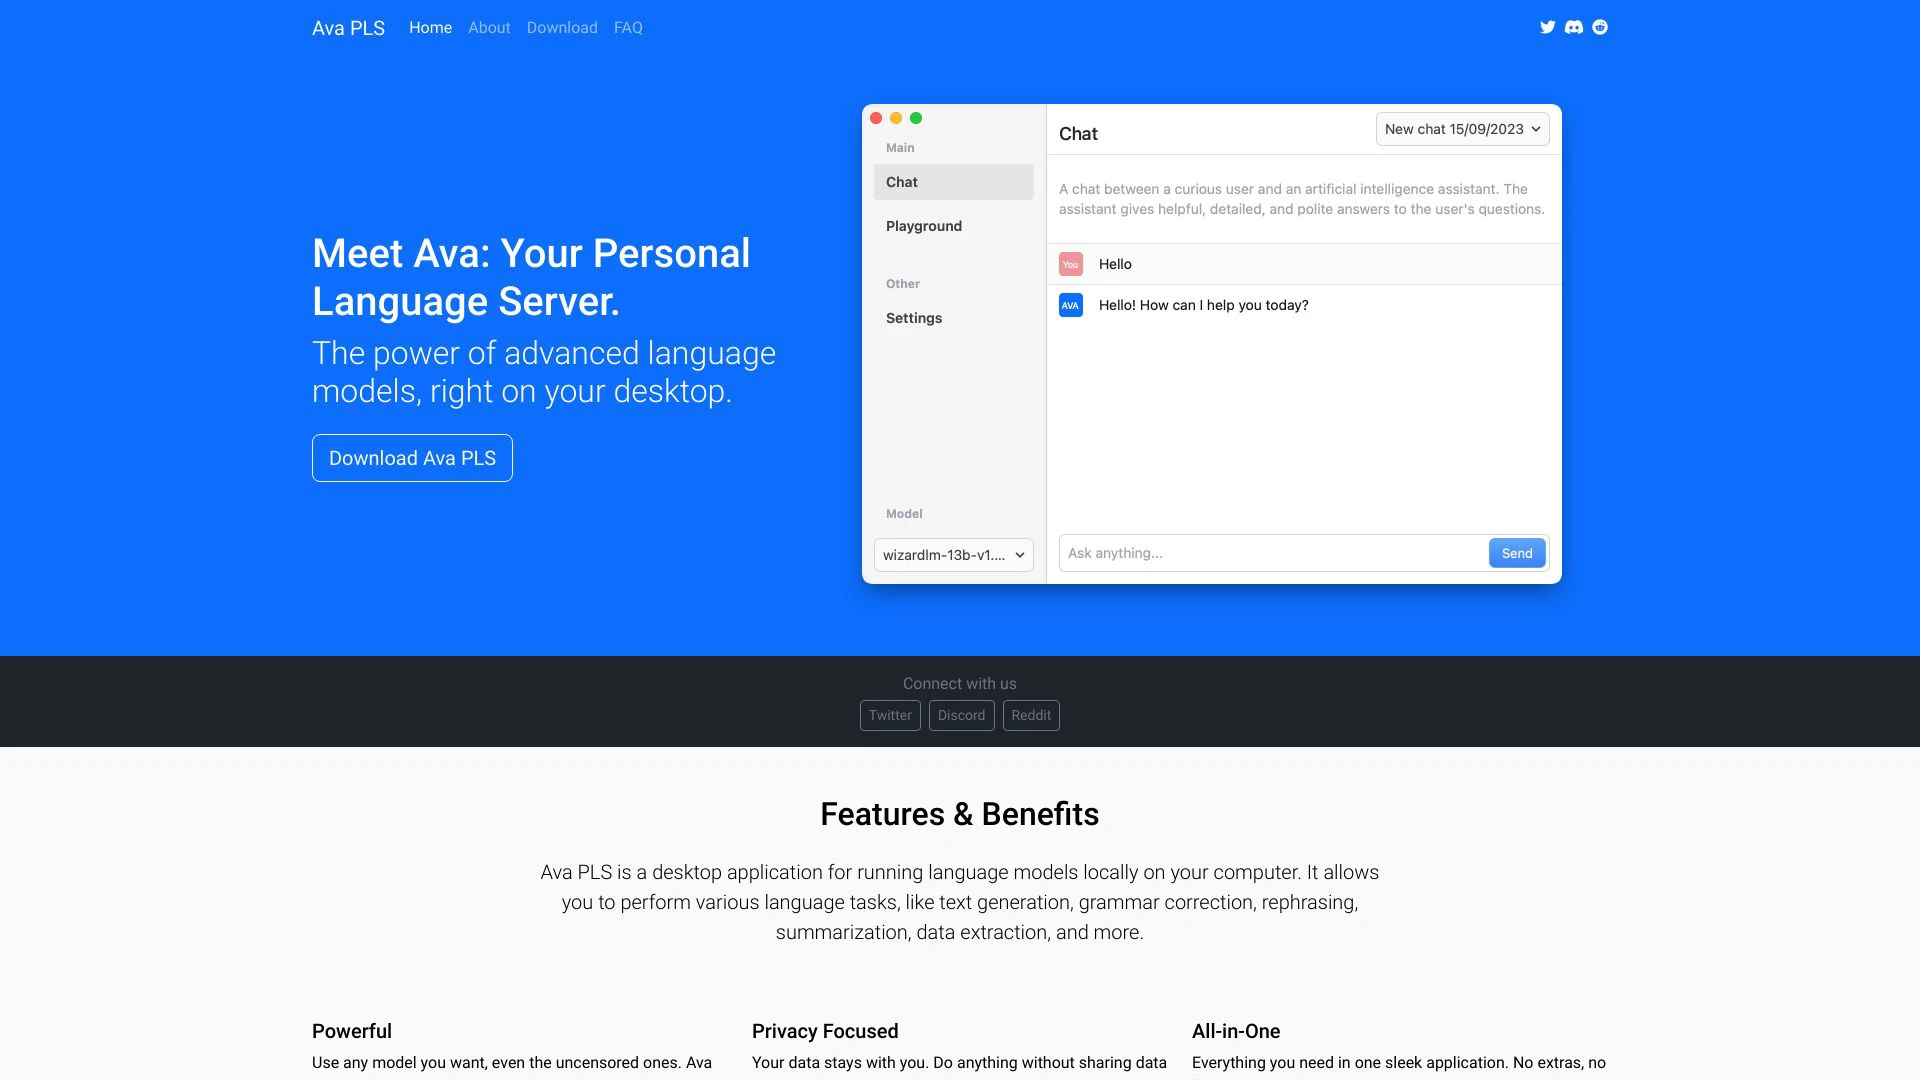 Ava PLS Home About Download FAQ
Meet Ava: Your Personal
Language Server.
The power of advanced language
models, right on your desktop.
Download Ava PLS
Main
Chat
Playground
Other
Settings
Model
wizardlm-13b-v1....
Chat
New chat 15/09/2023
A chat between a curious user and an artificial intelligence assistant. The
assistant gives helpful, detailed, and polite answers to the user's questions.
You Hello
AVA Hello! How can I help you today?
Ask anything... Send
Connect with us
Twitter Discord Reddit
Features & Benefits
Ava PLS is a desktop application for running language models locally on your computer. It allows
you to perform various language tasks, like text generation, grammar correction, rephrasing,
summarization, data extraction, and more.
Powerful
Use any model you want, even the uncensored ones. Ava
Privacy Focused
Your data stays with you. Do anything without sharing data
All-in-One
Everything you need in one sleek application. No extras, no